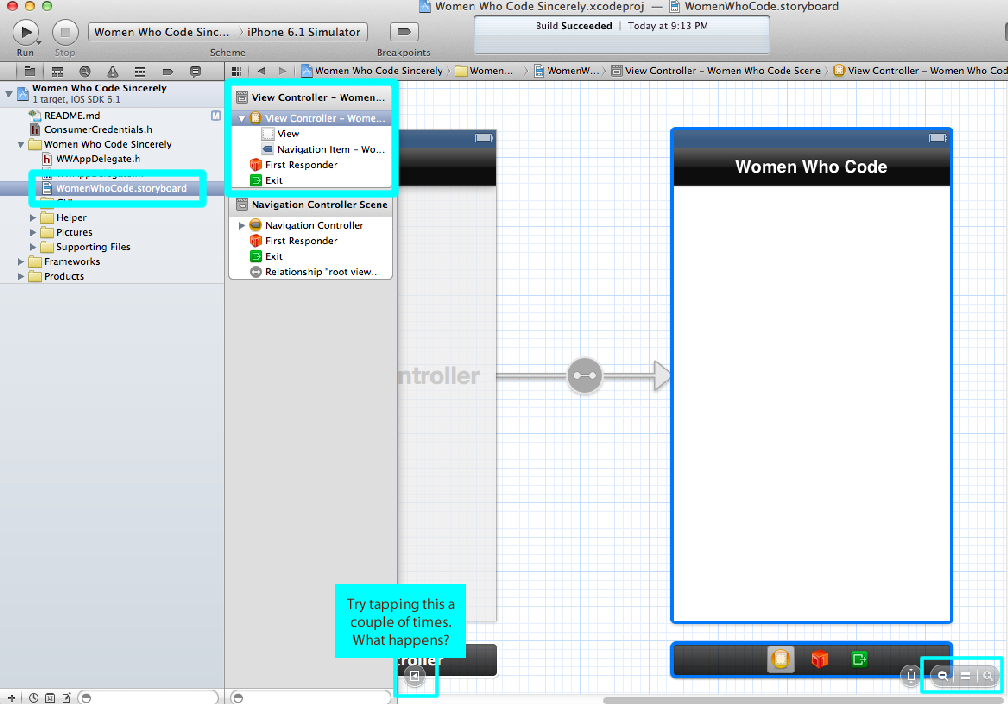 Women Who Code Sincerely.xcodeproj — WomenWhoCode.storyboard
Women Who Code Sinc... iPhone 6.1 Simulator
Build Succeeded | Today at 9:13 PM
Run Stop Scheme Breakpoints
Women Who Code Sincerely Women... WomenW... View Controller – Women Who Code Scene View Controller – Women Who Cod
Women Who Code Sincerely
1 target, iOS SDK 6.1
README.md M
ConsumerCredentials.h
Women Who Code Sincerely
WWAppDelegate.h
WomenWhoCode.storyboard
Helper
Pictures
Supporting Files
Frameworks
Products
View Controller – Women...
View Controller – Wome...
View
Navigation Item – Wo...
First Responder
Exit
Navigation Controller Scene
Navigation Controller
First Responder
Exit
Relationship "root view...
Women Who Code
ntroller
Try tapping this a
couple of times.
What happens?
troller